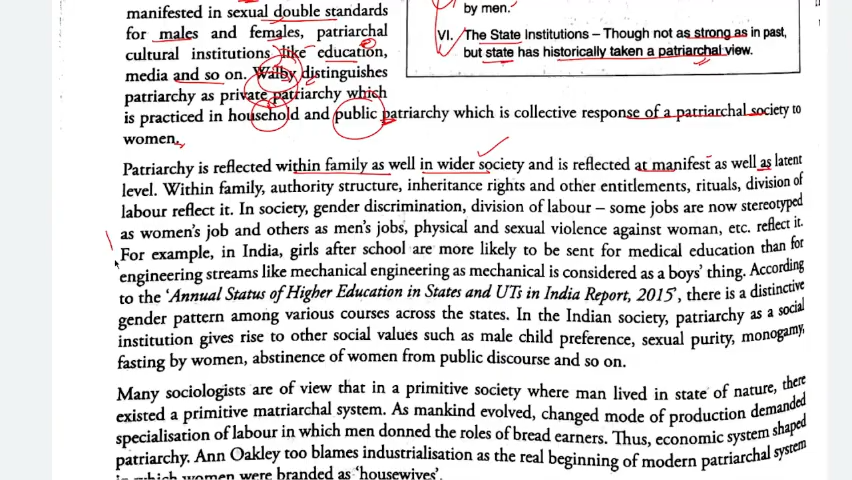 manifested in sexual double standards
for males and females, patriarchal
cultural institutions like education,
media and so on. Walby distinguishes
patriarchy as private patriarchy which
by men.
VI. The State Institutions – Though not as strong as in past,
but state has historically taken a patriarchal view.
is practiced in household and public patriarchy which is collective response of a patriarchal society to
women.
Patriarchy is reflected within family as well in wider society and is reflected at manifest as well as latent
level. Within family, authority structure, inheritance rights and other entitlements, rituals, division of
labour reflect it. In society, gender discrimination, division of labour – some jobs are now stereotyped
as women's job and others as men's jobs, physical and sexual violence against woman, etc. reflect it.
For example, in India, girls after school are more likely to be sent for medical education than for
engineering streams like mechanical engineering as mechanical is considered as a boys' thing. According
to the 'Annual Status of Higher Education in States and UTs in India Report, 2015', there is a distinctive
gender pattern among various courses across the states. In the Indian society, patriarchy as a social
institution gives rise to other social values such as male child preference, sexual purity, monogamy,
fasting by women, abstinence of women from public discourse and so on.
Many sociologists are of view that in a primitive society where man lived in state of nature, there
existed a primitive matriarchal system. As mankind evolved, changed mode of production demanded
specialisation of labour in which men donned the roles of bread earners. Thus, economic system shaped
patriarchy. Ann Oakley too blames industrialisation as the real beginning of modern patriarchal system
in which women were branded as 'housewives'.